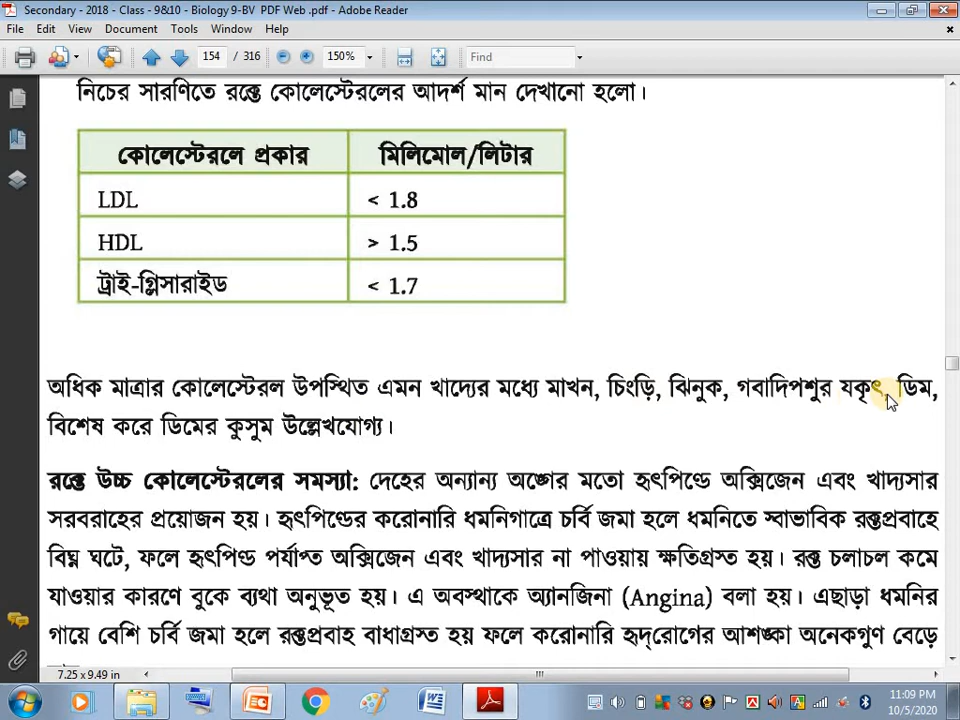 Secondary - 2018 - Class - 9&10 - Biology 9-BV PDF Web .pdf - Adobe Reader
File Edit View Document Tools Window Help
154 / 316 150% Find
নিচের সারণিতে রক্তে কোলেস্টেরলের আদর্শ মান দেখানো হলো।
কোলেস্টেরলে প্রকার মিলিমোল/লিটার
LDL < 1.8
HDL > 1.5
ট্রাই-গ্লিসারাইড < 1.7
অধিক মাত্রার কোলেস্টেরল উপস্থিত এমন খাদ্যের মধ্যে মাখন, চিংড়ি, ঝিনুক, গবাদিপশুর যকৃৎ, ডিম,
বিশেষ করে ডিমের কুসুম উল্লেখযোগ্য।
রক্তে উচ্চ কোলেস্টেরলের সমস্যা: দেহের অন্যান্য অঙ্গের মতো হৃৎপিণ্ডে অক্সিজেন এবং খাদ্যসার
সরবরাহের প্রয়োজন হয়। হৃৎপিণ্ডের করোনারি ধমনিগাত্রে চর্বি জমা হলে ধমনিতে স্বাভাবিক রক্তপ্রবাহে
বিঘ্ন ঘটে, ফলে হৃৎপিণ্ড পর্যাপ্ত অক্সিজেন এবং খাদ্যসার না পাওয়ায় ক্ষতিগ্রস্ত হয়। রক্ত চলাচল কমে
যাওয়ার কারণে বুকে ব্যথা অনুভূত হয়। এ অবস্থাকে অ্যানজিনা (Angina) বলা হয়। এছাড়া ধমনির
গায়ে বেশি চর্বি জমা হলে রক্তপ্রবাহ বাধাগ্রস্ত হয় ফলে করোনারি হৃদ্‌রোগের আশঙ্কা অনেকগুণ বেড়ে
7.25 x 9.49 in
11:09 PM
10/5/2020